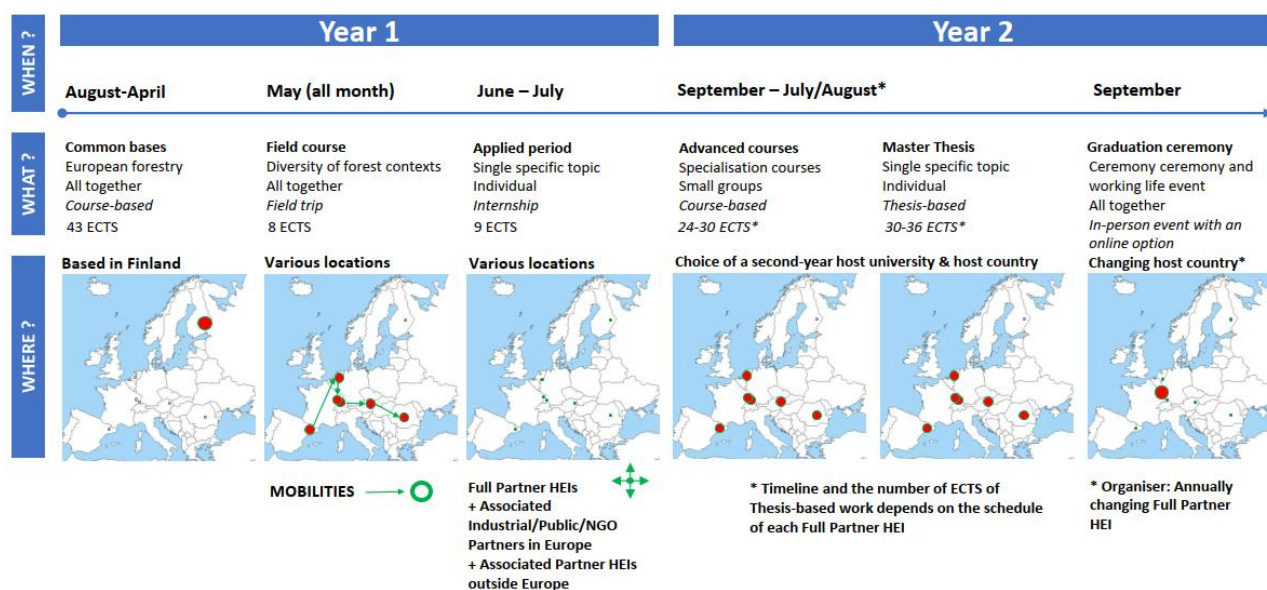 WHEN ?
Year 1
Year 2
August-April
May (all month)
June – July
September – July/August*
September
WHAT ?
Common bases
European forestry
All together
Course-based
43 ECTS
Field course
Diversity of forest contexts
All together
Field trip
8 ECTS
Applied period
Single specific topic
Individual
Internship
9 ECTS
Advanced courses
Specialisation courses
Small groups
Course-based
24-30 ECTS*
Master Thesis
Single specific topic
Individual
Thesis-based
30-36 ECTS*
Graduation ceremony
Ceremony ceremony and
working life event
All together
In-person event with an
online option
WHERE ?
Based in Finland
Various locations
Various locations
Choice of a second-year host university & host country
Changing host country*
MOBILITIES
Full Partner HEIs
+ Associated
Industrial/Public/NGO
Partners in Europe
+ Associated Partner HEIs
outside Europe
* Timeline and the number of ECTS of
Thesis-based work depends on the schedule
of each Full Partner HEI
* Organiser: Annually
changing Full Partner
HEI